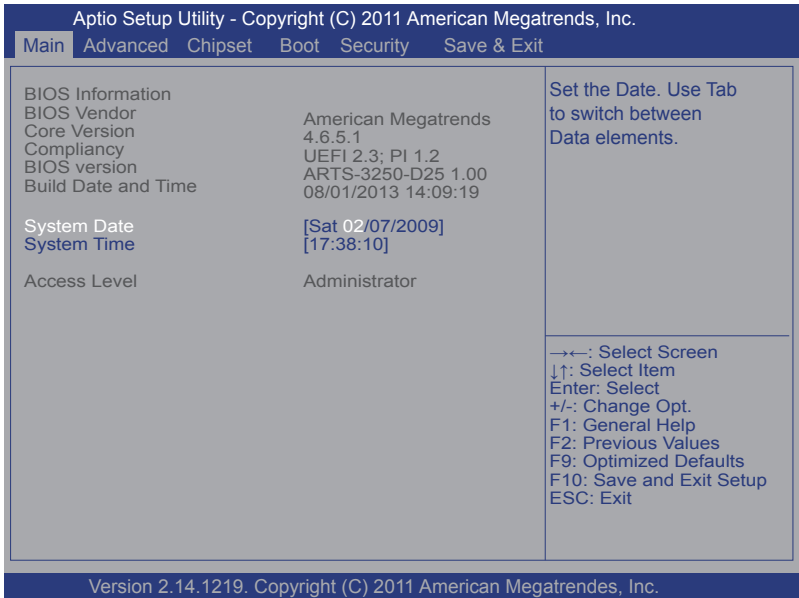 Aptio Setup Utility - Copyright (C) 2011 American Megatrends, Inc.
Main Advanced Chipset Boot Security Save & Exit
BIOS Information
BIOS Vendor American Megatrends
Core Version 4.6.5.1
Compliancy UEFI 2.3; PI 1.2
BIOS version ARTS-3250-D25 1.00
Build Date and Time 08/01/2013 14:09:19
System Date [Sat 02/07/2009]
System Time [17:38:10]
Access Level Administrator
Set the Date. Use Tab
to switch between
Data elements.
→←: Select Screen
↓↑: Select Item
Enter: Select
+/-: Change Opt.
F1: General Help
F2: Previous Values
F9: Optimized Defaults
F10: Save and Exit Setup
ESC: Exit
Version 2.14.1219. Copyright (C) 2011 American Megatrendes, Inc.